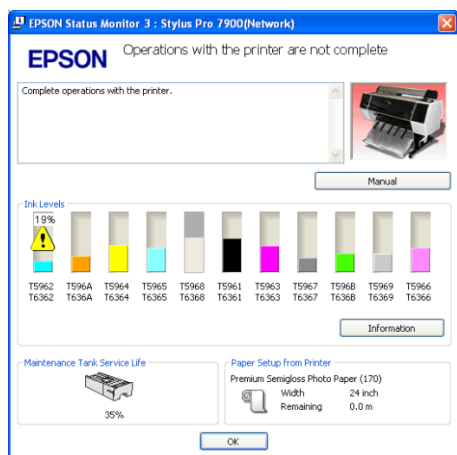 EPSON Status Monitor 3 : Stylus Pro 7900(Network)
EPSON
Operations with the printer are not complete
Complete operations with the printer.
Manual
Ink Levels
19%
T5962 T596A T5964 T5965 T5968 T5961 T5963 T5967 T596B T5969 T5966
T6362 T636A T6364 T6365 T6368 T6361 T6363 T6367 T636B T6369 T6366
Information
Maintenance Tank Service Life
35%
Paper Setup from Printer
Premium Semigloss Photo Paper (170)
Width 24 inch
Remaining 0.0 m
OK